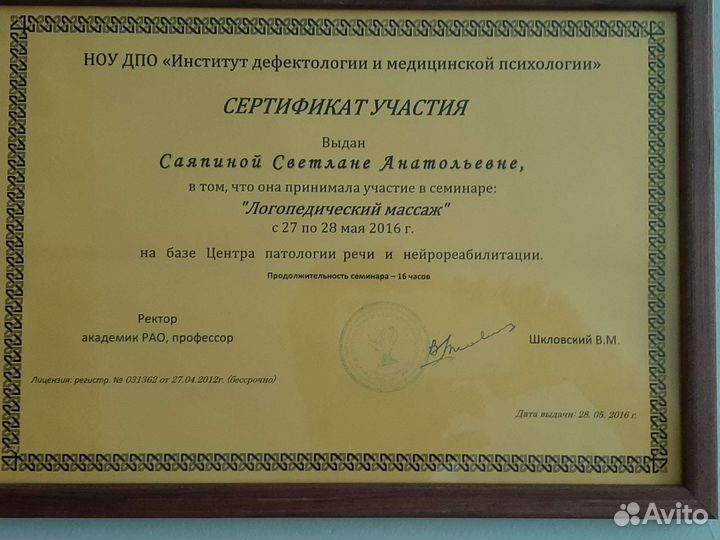 НОУ ДПО «Институт дефектологии и медицинской психологии»
СЕРТИФИКАТ УЧАСТИЯ
Выдан
Саяпиной Светлане Анатольевне,
в том, что она принимала участие в семинаре:
"Логопедический массаж"
с 27 по 28 мая 2016 г.
на базе Центра патологии речи и нейрореабилитации.
Продолжительность семинара – 16 часов
Ректор
академик РАО, профессор
Шкловский В.М.
Лицензия: регистр. № 031362 от 27.04.2012г. (бессрочно)
Дата выдачи: 28. 05. 2016 г.
Avito